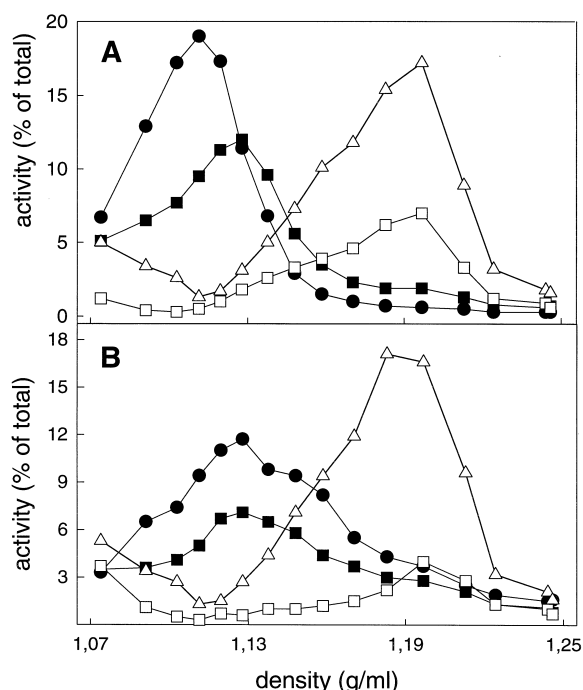 A
20
15
10
5
0
activity (% of total)
B
18
15
12
9
6
3
activity (% of total)
1,07 1,13 1,19 1,25
density (g/ml)